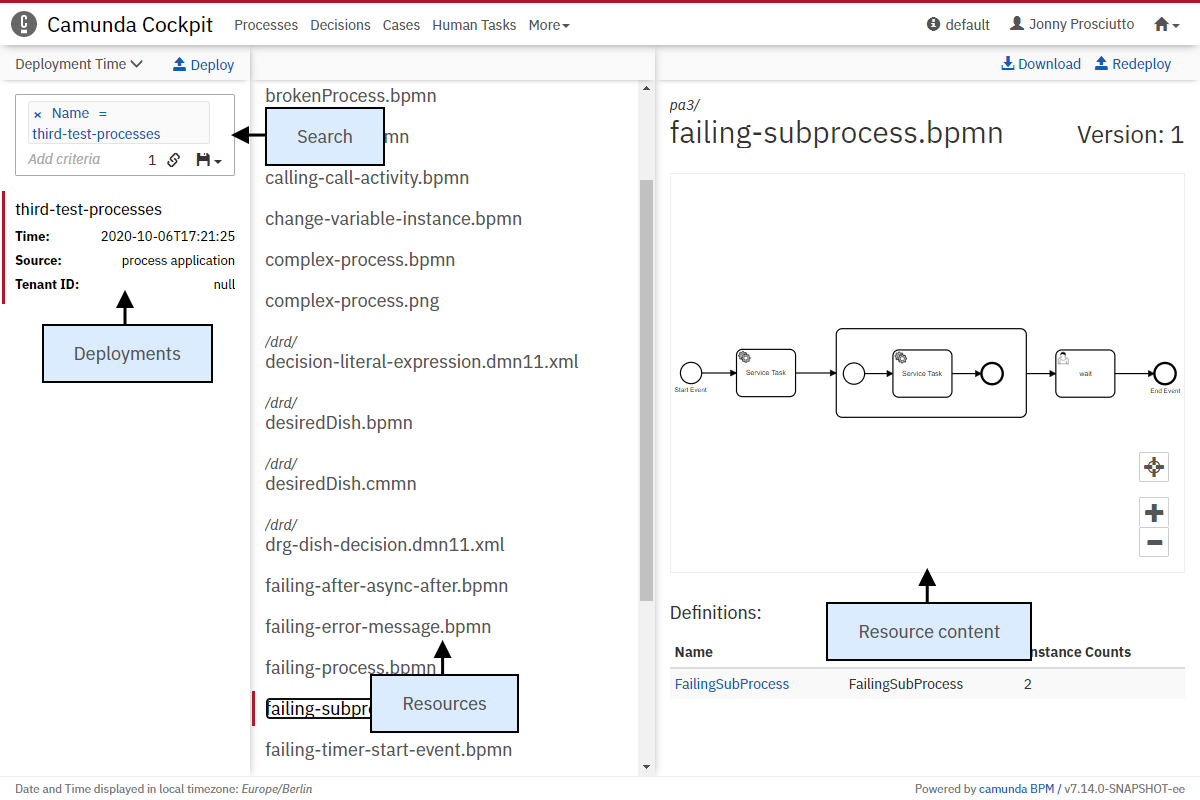 Camunda Cockpit
Processes Decisions Cases Human Tasks More
default Jonny Prosciutto
Deployment Time Deploy
Download Redeploy
× Name =
third-test-processes
Add criteria 1
Search
third-test-processes
Time: 2020-10-06T17:21:25
Source: process application
Tenant ID: null
Deployments
brokenProcess.bpmn
mn
calling-call-activity.bpmn
change-variable-instance.bpmn
complex-process.bpmn
complex-process.png
/drd/
decision-literal-expression.dmn11.xml
/drd/
desiredDish.bpmn
/drd/
desiredDish.cmmn
/drd/
drg-dish-decision.dmn11.xml
failing-after-async-after.bpmn
failing-error-message.bpmn
failing-process.bpmn
failing-subpr
Resources
failing-timer-start-event.bpmn
pa3/
failing-subprocess.bpmn Version: 1
Start Event
Service Task
Service Task
wait
End Event
Resource content
Definitions:
Name nstance Counts
FailingSubProcess FailingSubProcess 2
Date and Time displayed in local timezone: Europe/Berlin
Powered by camunda BPM / v7.14.0-SNAPSHOT-ee